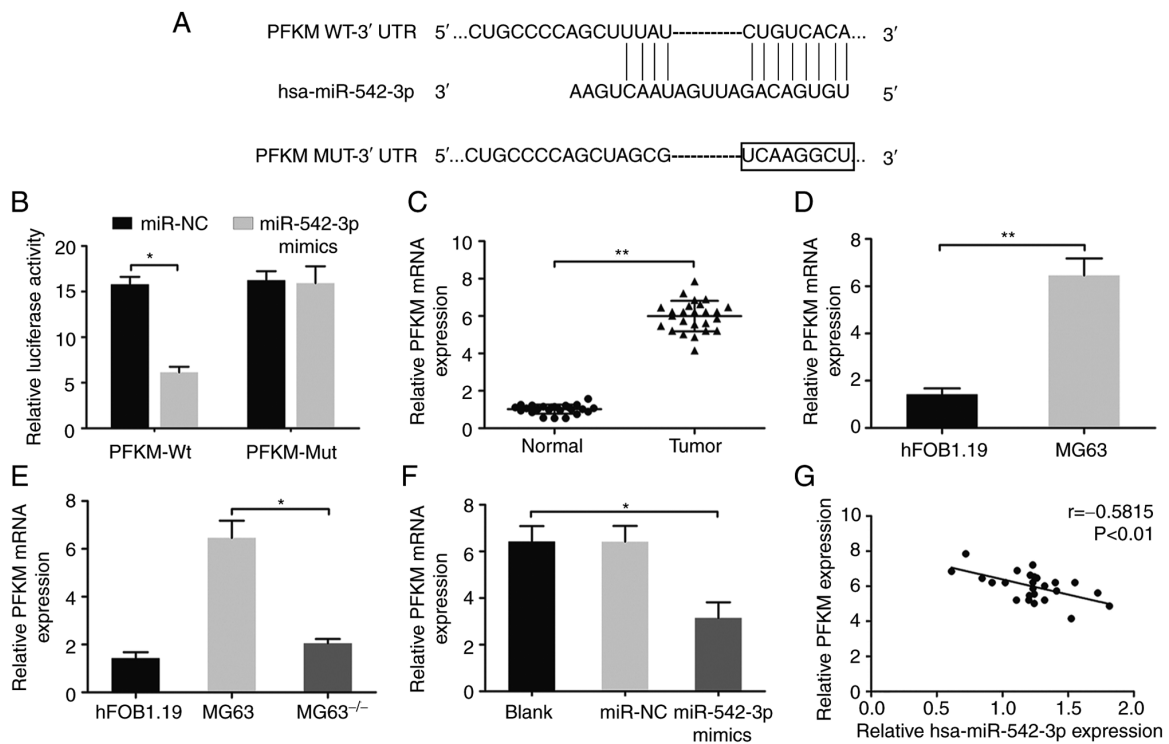 A
PFKM WT-3′ UTR 5′ ...CUGCCCCAGCUUUAU-----------CUGUCACA... 3′
hsa-miR-542-3p 3′ AAGUCAAUAGUUAGACAGUGU 5′
PFKM MUT-3′ UTR 5′...CUGCCCCAGCUAGCG-----------UCAAGGCU... 3′
B
miR-NC miR-542-3p
mimics
Relative luciferase activity
20
15
10
5
0
*
PFKM-Wt PFKM-Mut
C
Relative PFKM mRNA
expression
10
8
6
4
2
0
**
Normal Tumor
D
Relative PFKM mRNA
expression
8
6
4
2
0
**
hFOB1.19 MG63
E
Relative PFKM mRNA
expression
8
6
4
2
0
*
hFOB1.19 MG63 MG63−/−
F
Relative PFKM mRNA
expression
8
6
4
2
0
*
Blank miR-NC miR-542-3p
mimics
G
Relative PFKM expression
10
8
6
4
2
0
r=−0.5815
P<0.01
0.0 0.5 1.0 1.5 2.0
Relative hsa-miR-542-3p expression